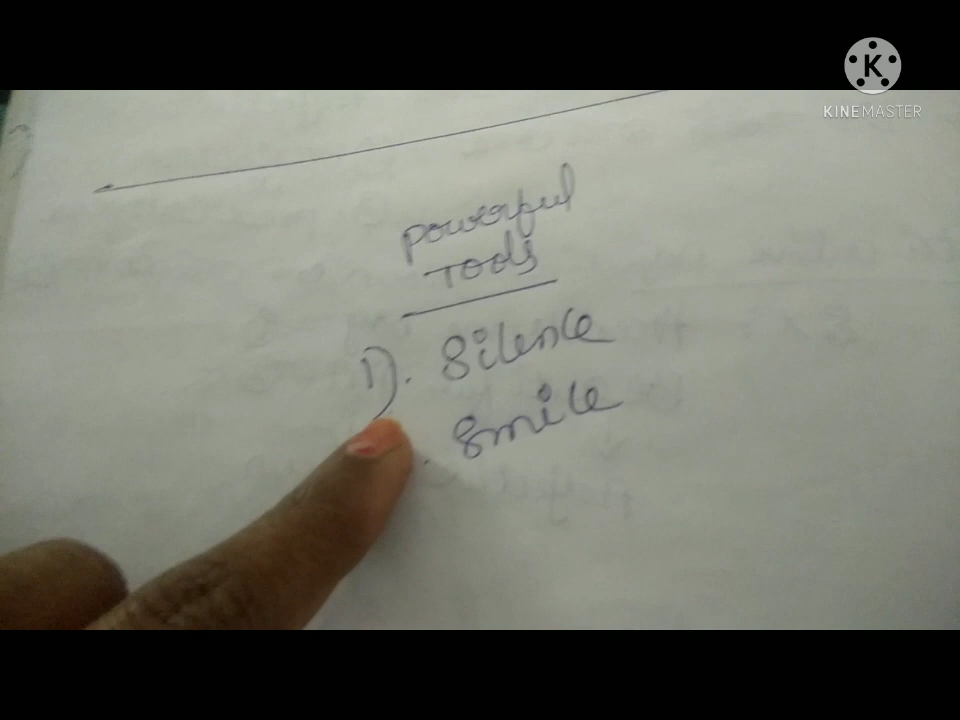 K
KINEMASTER
Powerful
Tools
1). Silence
. Smile